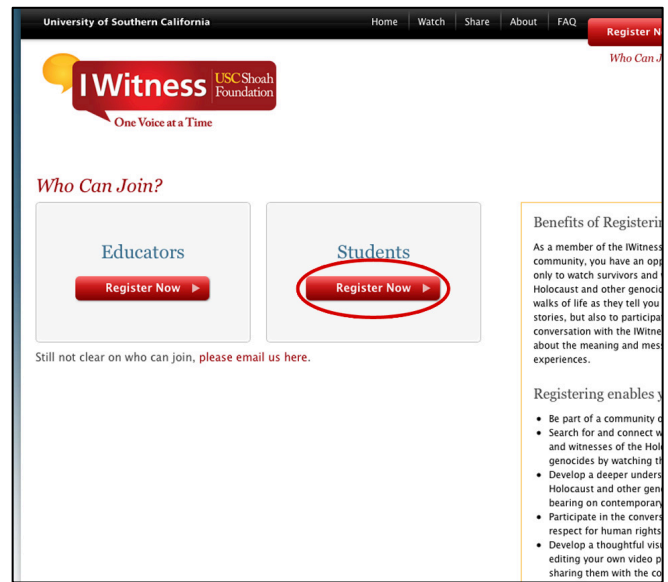 University of Southern California
Home Watch Share About FAQ
Register N
Who Can J
IWitness USC Shoah
Foundation
One Voice at a Time
Who Can Join?
Educators
Register Now
Students
Register Now
Still not clear on who can join, please email us here.
Benefits of Registerin
As a member of the IWitness
community, you have an opp
only to watch survivors and
Holocaust and other genocid
walks of life as they tell you
stories, but also to participa
conversation with the IWitne
about the meaning and mess
experiences.
Registering enables y
• Be part of a community o
• Search for and connect w
and witnesses of the Hol
genocides by watching th
• Develop a deeper unders
Holocaust and other gen
bearing on contemporary
• Participate in the convers
respect for human rights
• Develop a thoughtful visu
editing your own video p
sharing them with the co